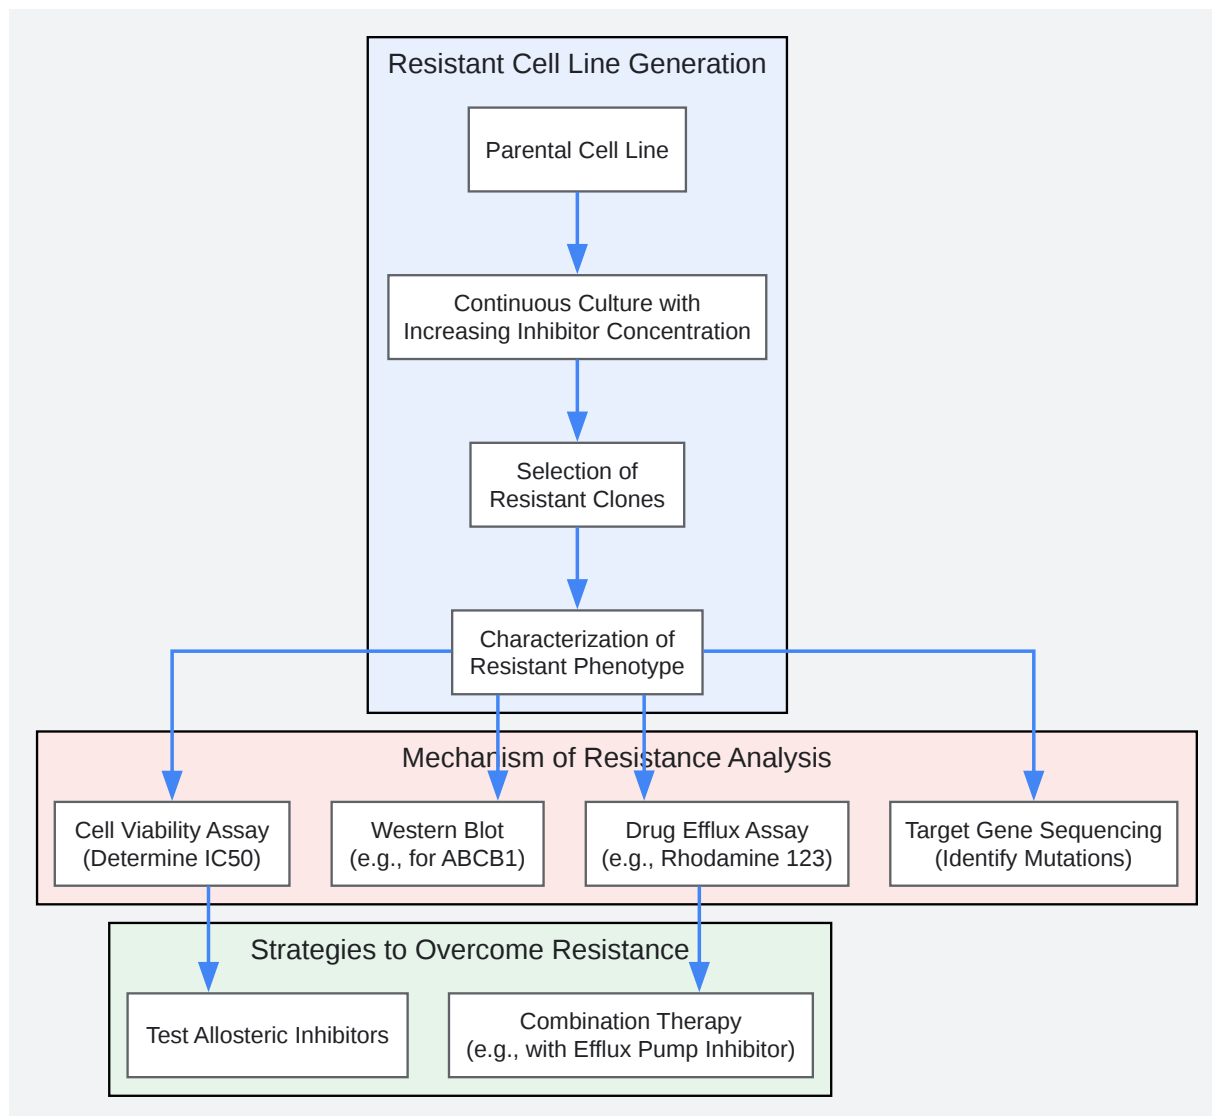 Resistant Cell Line Generation
Parental Cell Line
Continuous Culture with
Increasing Inhibitor Concentration
Selection of
Resistant Clones
Characterization of
Resistant Phenotype
Mechanism of Resistance Analysis
Cell Viability Assay
(Determine IC50)
Western Blot
(e.g., for ABCB1)
Drug Efflux Assay
(e.g., Rhodamine 123)
Target Gene Sequencing
(Identify Mutations)
Strategies to Overcome Resistance
Test Allosteric Inhibitors
Combination Therapy
(e.g., with Efflux Pump Inhibitor)